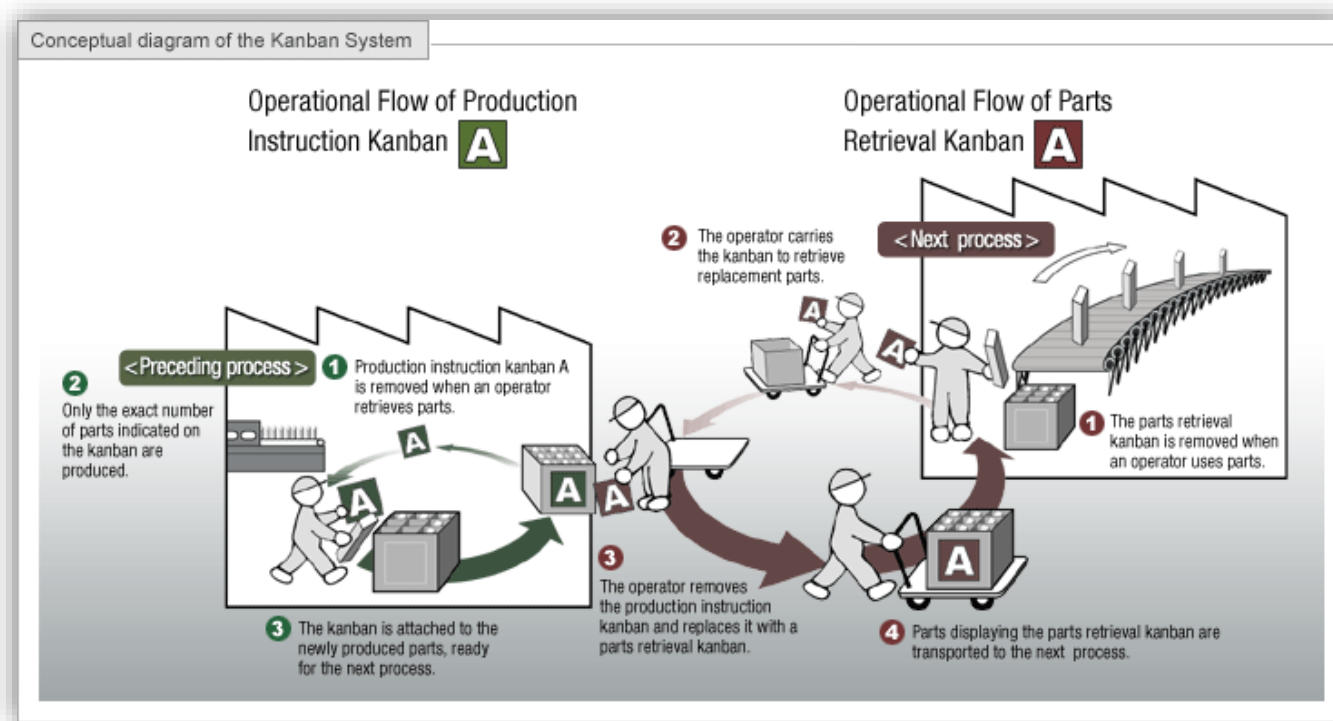 Conceptual diagram of the Kanban System
Operational Flow of Production
Instruction Kanban A
Operational Flow of Parts
Retrieval Kanban A
<Preceding process>
1 Production instruction kanban A
is removed when an operator
retrieves parts.
2
Only the exact number
of parts indicated on
the kanban are
produced.
A
A
A
A
3 The kanban is attached to the
newly produced parts, ready
for the next process.
<Next process>
1 The parts retrieval
kanban is removed when
an operator uses parts.
2 The operator carries
the kanban to retrieve
replacement parts.
A
A
3
The operator removes
the production instruction
kanban and replaces it with a
parts retrieval kanban.
A
4 Parts displaying the parts retrieval kanban are
transported to the next process.